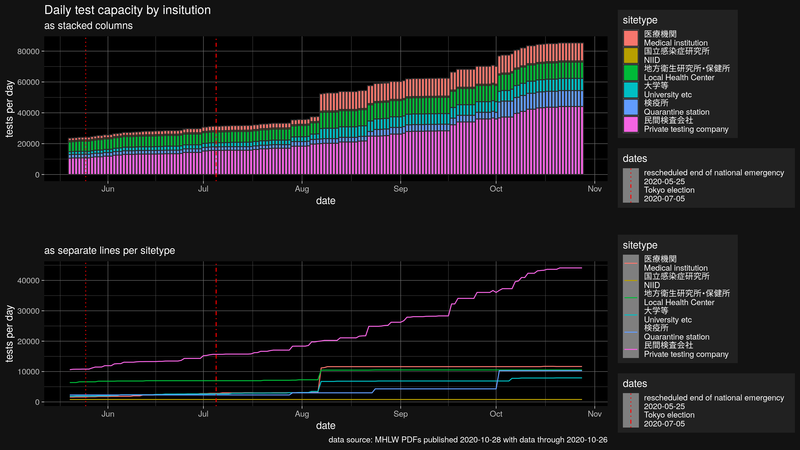 Daily test capacity by insitution
as stacked columns
tests per day
80000
60000
40000
20000
0
Jun
Jul
Aug
Sep
Oct
Nov
date
sitetype
医療機関
Medical institution
国立感染症研究所
NIID
地方衛生研究所・保健所
Local Health Center
大学等
University etc
検疫所
Quarantine station
民間検査会社
Private testing company
dates
rescheduled end of national emergency
2020-05-25
Tokyo election
2020-07-05
as separate lines per sitetype
tests per day
40000
30000
20000
10000
0
Jun
Jul
Aug
Sep
Oct
Nov
date
sitetype
医療機関
Medical institution
国立感染症研究所
NIID
地方衛生研究所・保健所
Local Health Center
大学等
University etc
検疫所
Quarantine station
民間検査会社
Private testing company
dates
rescheduled end of national emergency
2020-05-25
Tokyo election
2020-07-05
data source: MHLW PDFs published 2020-10-28 with data through 2020-10-26